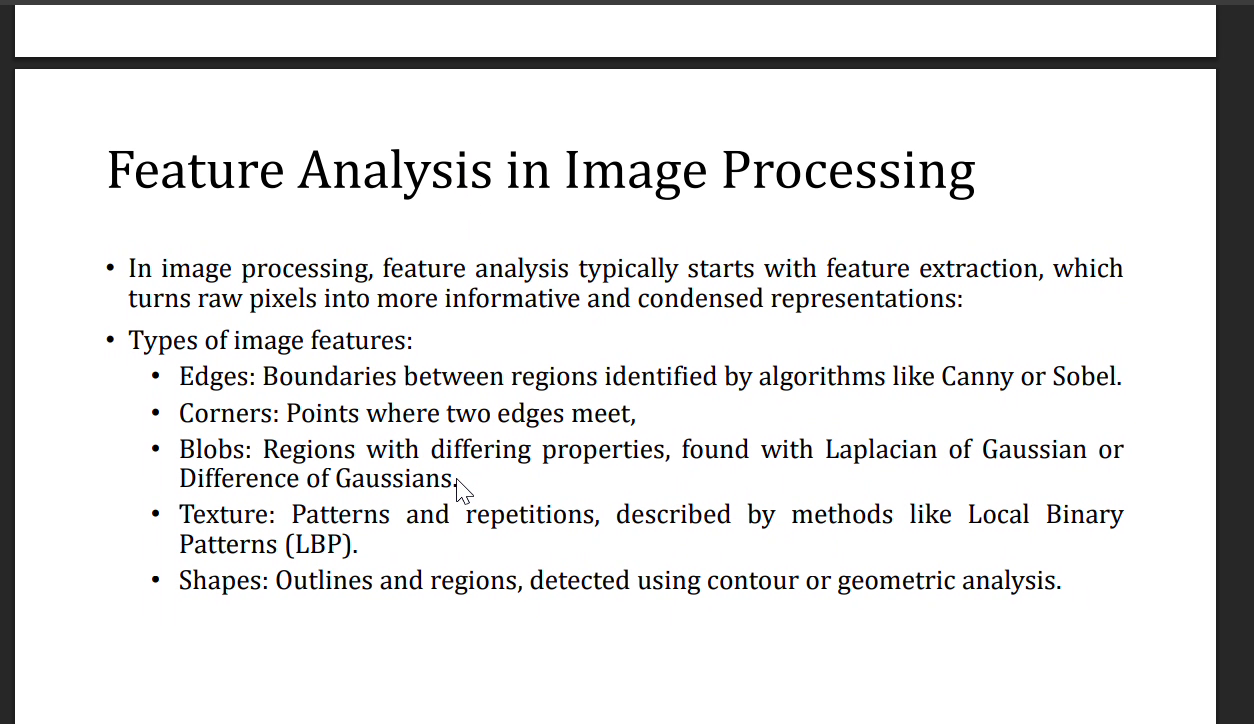 Feature Analysis in Image Processing
• In image processing, feature analysis typically starts with feature extraction, which
turns raw pixels into more informative and condensed representations:
• Types of image features:
• Edges: Boundaries between regions identified by algorithms like Canny or Sobel.
• Corners: Points where two edges meet,
• Blobs: Regions with differing properties, found with Laplacian of Gaussian or
Difference of Gaussians.
• Texture: Patterns and repetitions, described by methods like Local Binary
Patterns (LBP).
• Shapes: Outlines and regions, detected using contour or geometric analysis.